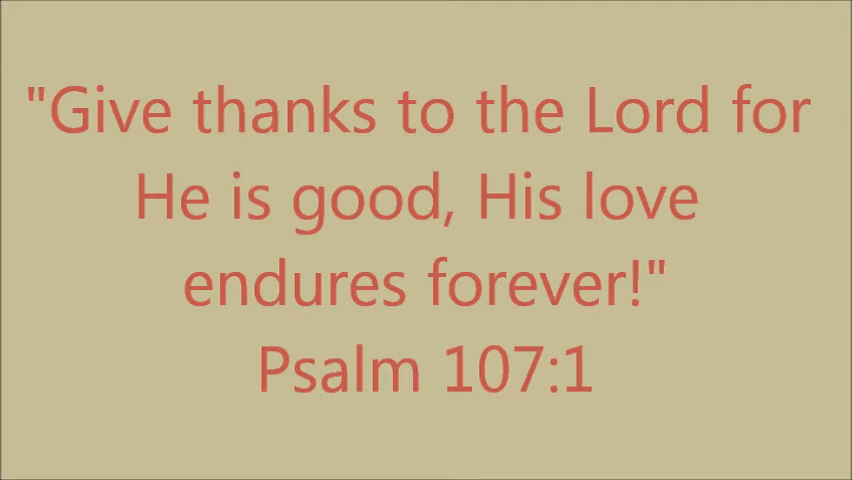 "Give thanks to the Lord for
He is good, His love
endures forever!"
Psalm 107:1